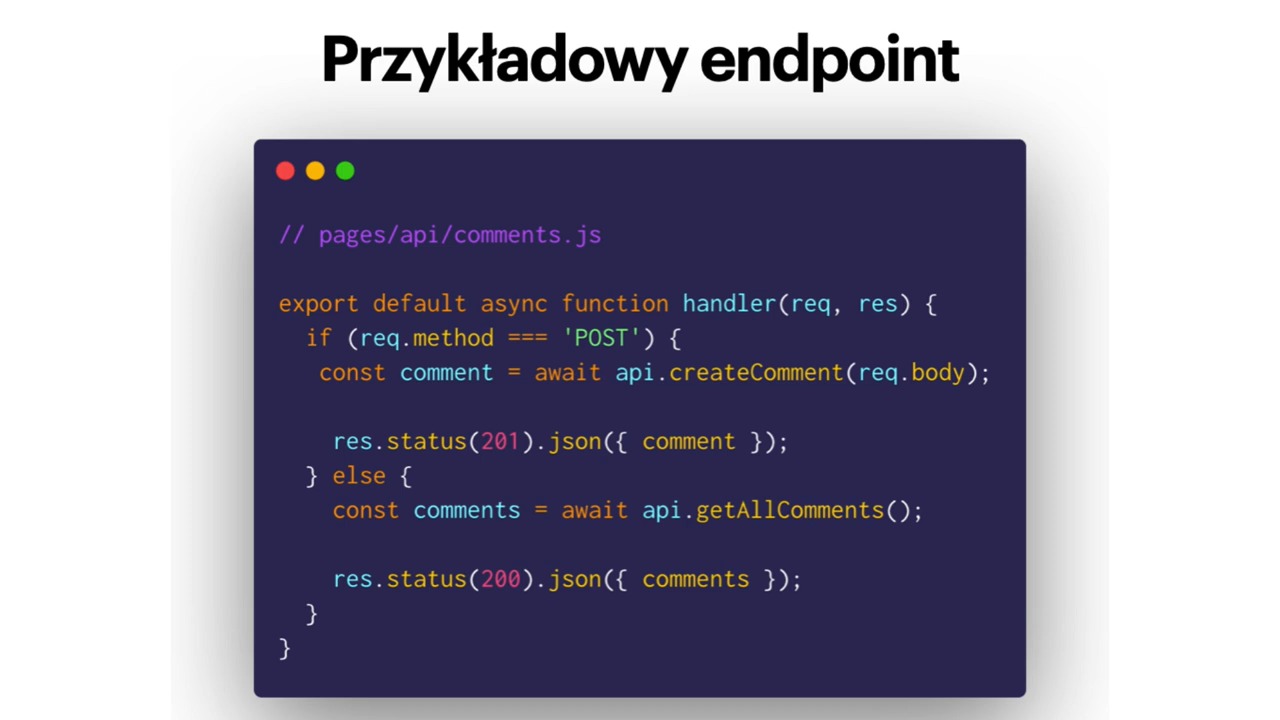 Przykładowy endpoint
// pages/api/comments.js
export default async function handler(req, res) {
  if (req.method === 'POST') {
   const comment = await api.createComment(req.body);
    res.status(201).json({ comment });
  } else {
    const comments = await api.getAllComments();
    res.status(200).json({ comments });
  }
}